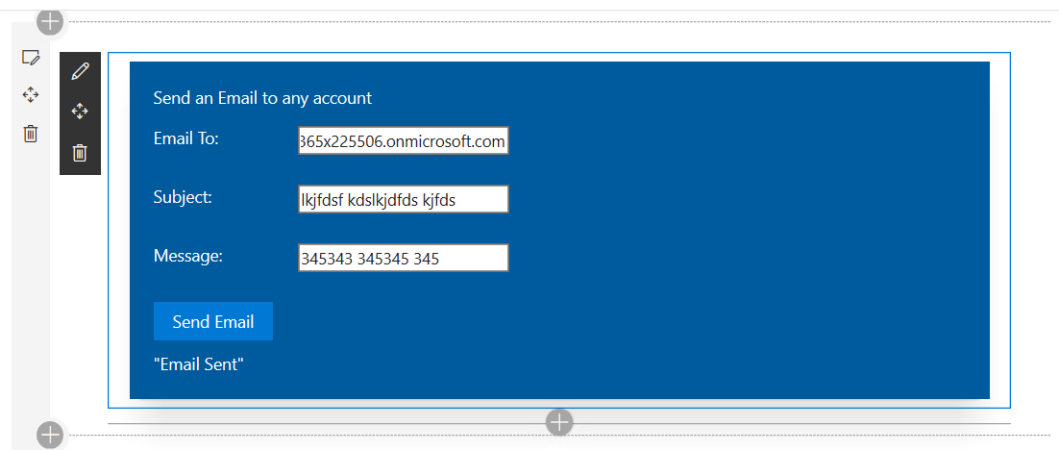 Send an Email to any account
Email To: 365x225506.onmicrosoft.com
Subject: lkjfdsf kdslkjdfds kjfds
Message: 345343 345345 345
Send Email
"Email Sent"